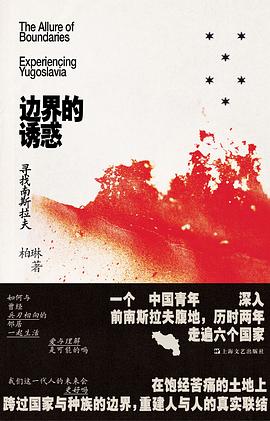 The Allure of
Boundaries
Experiencing
Yugoslavia
边界的
诱惑
寻找南斯拉夫
柏琳 著
如何与
曾经
兵刃相向的
邻居
一起生活
爱与理解
是可能的吗
我们这一代人的未来会
更好吗
一个 中国青年 深入
前南斯拉夫腹地，历时两年
走遍六个国家
上海文艺出版社
在饱经苦痛的土地上
跨过国家与种族的边界，重建人与人的真实联结